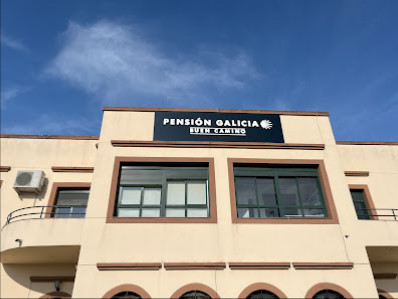 PENSIÓN GALICIA
BUEN CAMINO